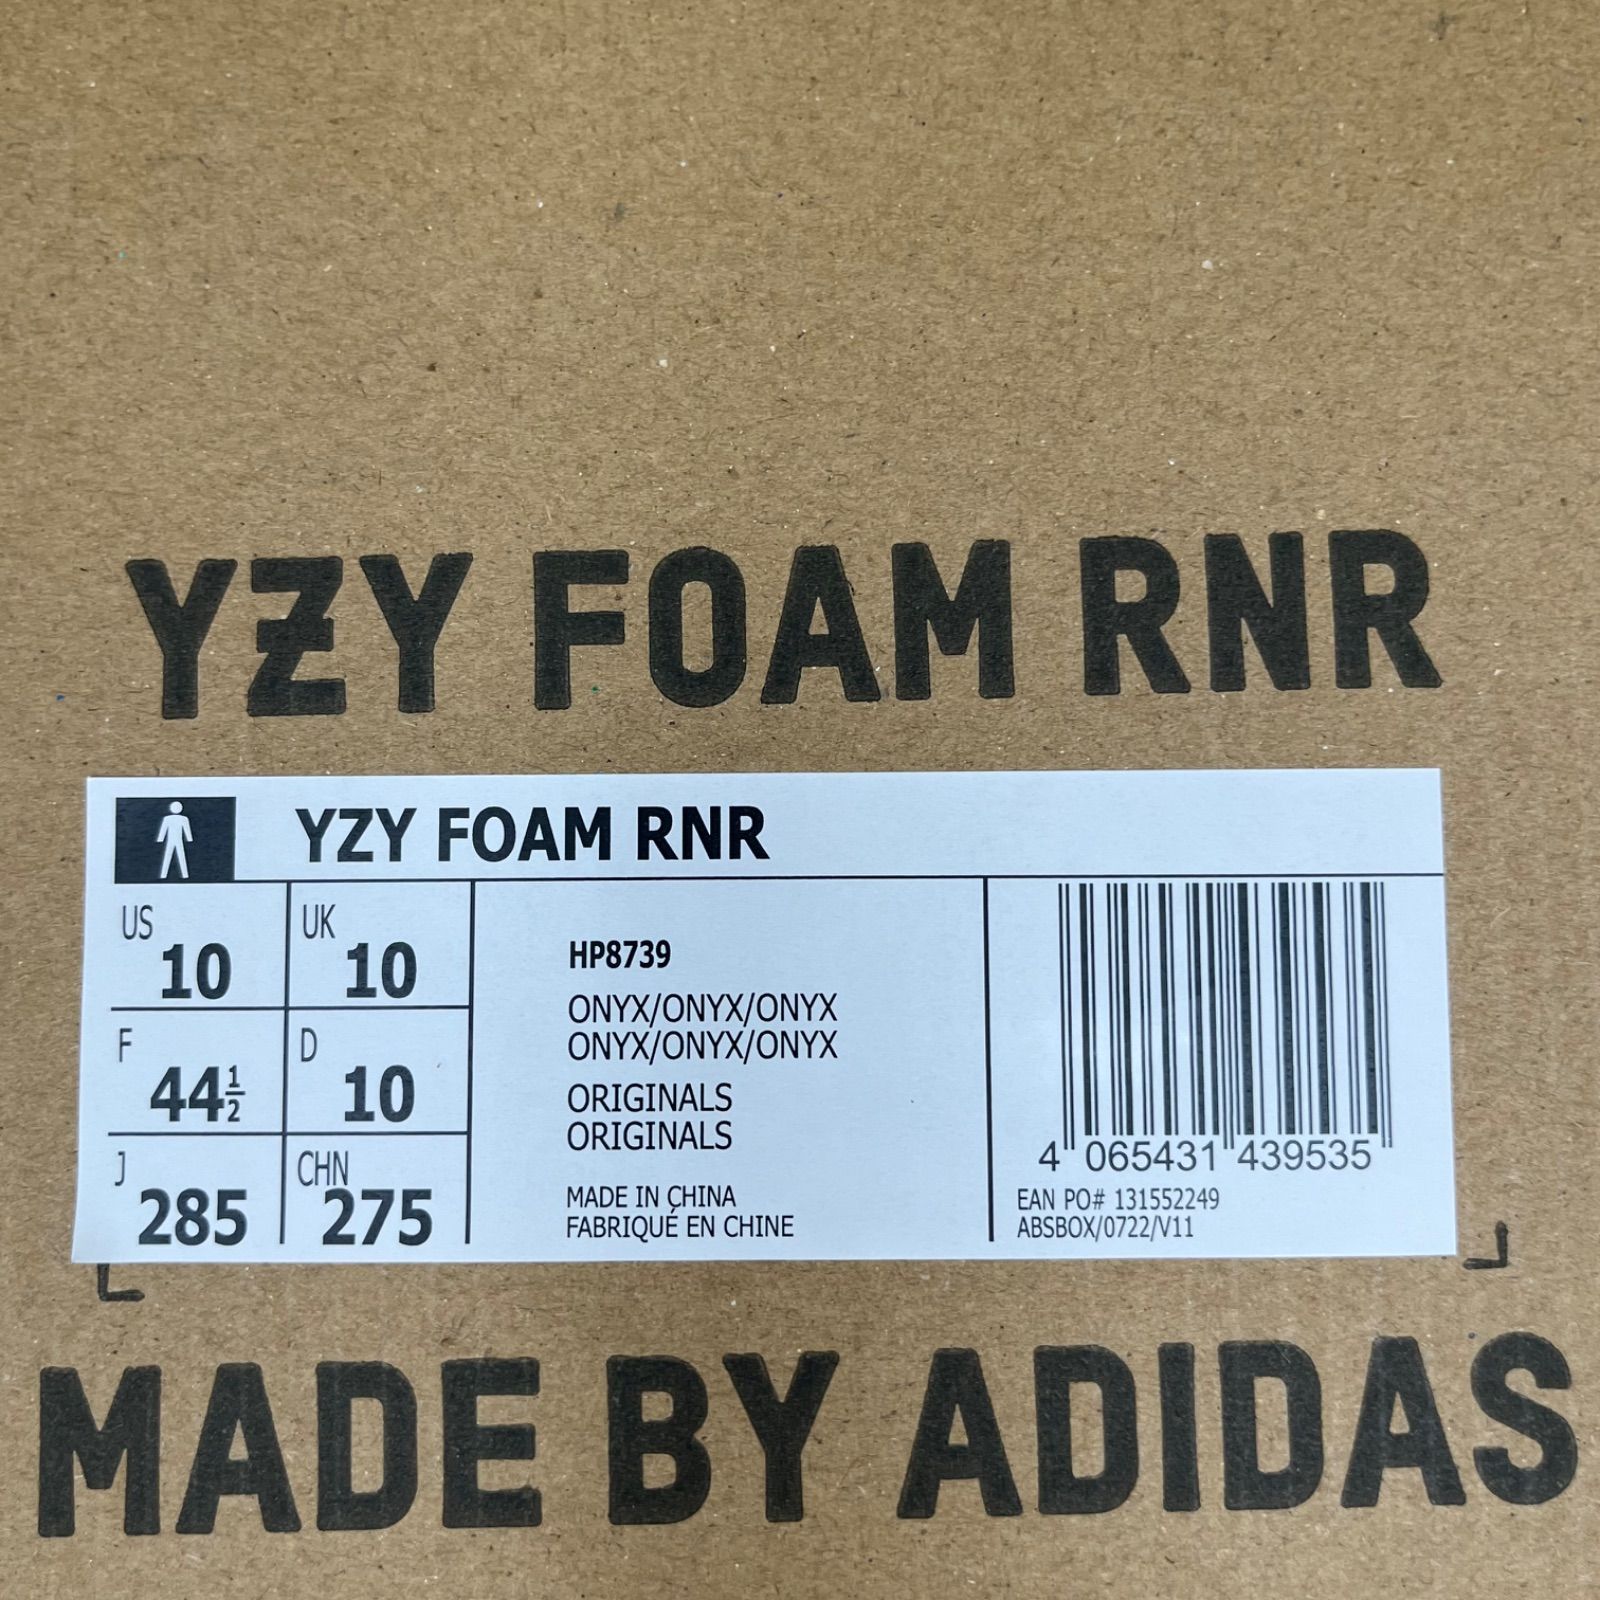 YZY FOAM RNR
YZY FOAM RNR
US 10 UK 10
F 44½ D 10
J 285 CHN 275
HP8739
ONYX/ONYX/ONYX
ONYX/ONYX/ONYX
ORIGINALS
ORIGINALS
MADE IN CHINA
FABRIQUÉ EN CHINE
4 065431 439535
EAN PO# 131552249
ABSBOX/0722/V11
MADE BY ADIDAS